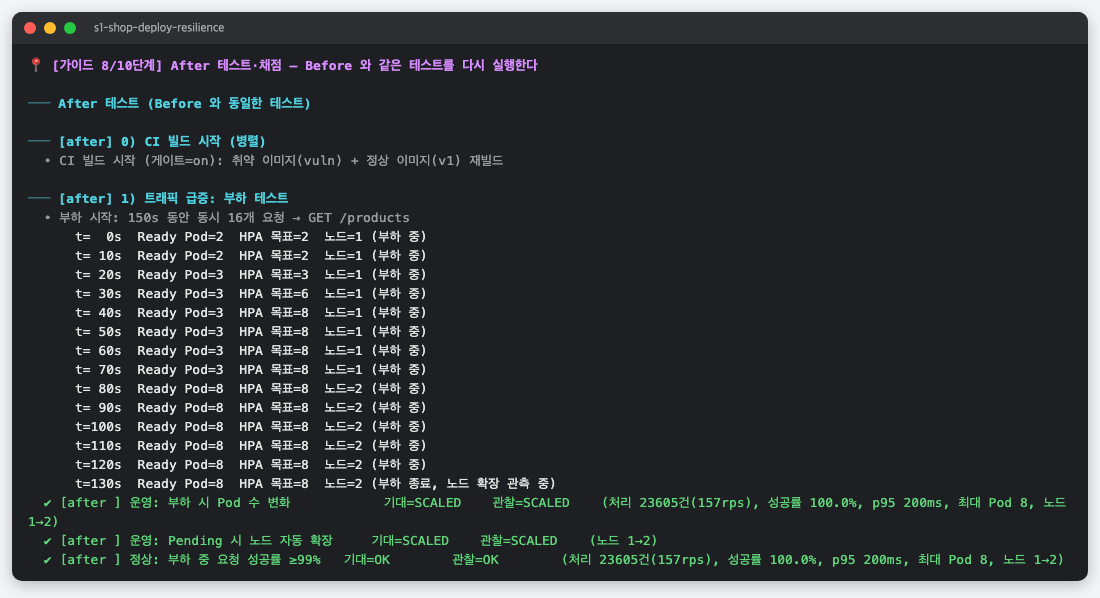 s1-shop-deploy-resilience
📍 [가이드 8/10단계] After 테스트·채점 — Before 와 같은 테스트를 다시 실행한다
── After 테스트 (Before 와 동일한 테스트)
── [after] 0) CI 빌드 시작 (병렬)
• CI 빌드 시작 (게이트=on): 취약 이미지(vuln) + 정상 이미지(v1) 재빌드
── [after] 1) 트래픽 급증: 부하 테스트
• 부하 시작: 150s 동안 동시 16개 요청 → GET /products
t=  0s  Ready Pod=2  HPA 목표=2  노드=1 (부하 중)
t= 10s  Ready Pod=2  HPA 목표=2  노드=1 (부하 중)
t= 20s  Ready Pod=3  HPA 목표=3  노드=1 (부하 중)
t= 30s  Ready Pod=3  HPA 목표=6  노드=1 (부하 중)
t= 40s  Ready Pod=3  HPA 목표=8  노드=1 (부하 중)
t= 50s  Ready Pod=3  HPA 목표=8  노드=1 (부하 중)
t= 60s  Ready Pod=3  HPA 목표=8  노드=1 (부하 중)
t= 70s  Ready Pod=3  HPA 목표=8  노드=1 (부하 중)
t= 80s  Ready Pod=8  HPA 목표=8  노드=2 (부하 중)
t= 90s  Ready Pod=8  HPA 목표=8  노드=2 (부하 중)
t=100s  Ready Pod=8  HPA 목표=8  노드=2 (부하 중)
t=110s  Ready Pod=8  HPA 목표=8  노드=2 (부하 중)
t=120s  Ready Pod=8  HPA 목표=8  노드=2 (부하 중)
t=130s  Ready Pod=8  HPA 목표=8  노드=2 (부하 종료, 노드 확장 관측 중)
✔ [after ] 운영: 부하 시 Pod 수 변화 기대=SCALED 관찰=SCALED (처리 23605건(157rps), 성공률 100.0%, p95 200ms, 최대 Pod 8, 노드
1→2)
✔ [after ] 운영: Pending 시 노드 자동 확장 기대=SCALED 관찰=SCALED (노드 1→2)
✔ [after ] 정상: 부하 중 요청 성공률 ≥99% 기대=OK 관찰=OK (처리 23605건(157rps), 성공률 100.0%, p95 200ms, 최대 Pod 8, 노드 1→2)